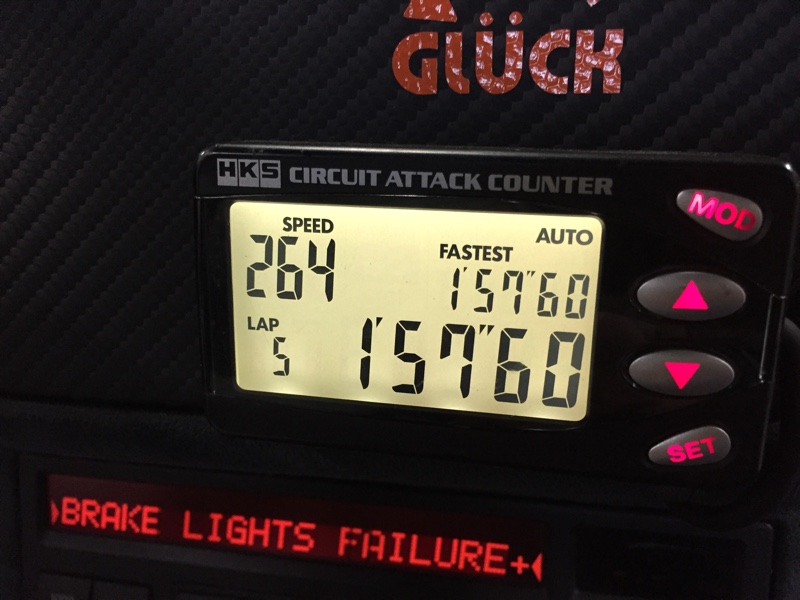 GLÜCK
HKS CIRCUIT ATTACK COUNTER
MOD
SPEED
264
AUTO
FASTEST
1'57"60
LAP
5
1'57"60
SET
BRAKE LIGHTS FAILURE+